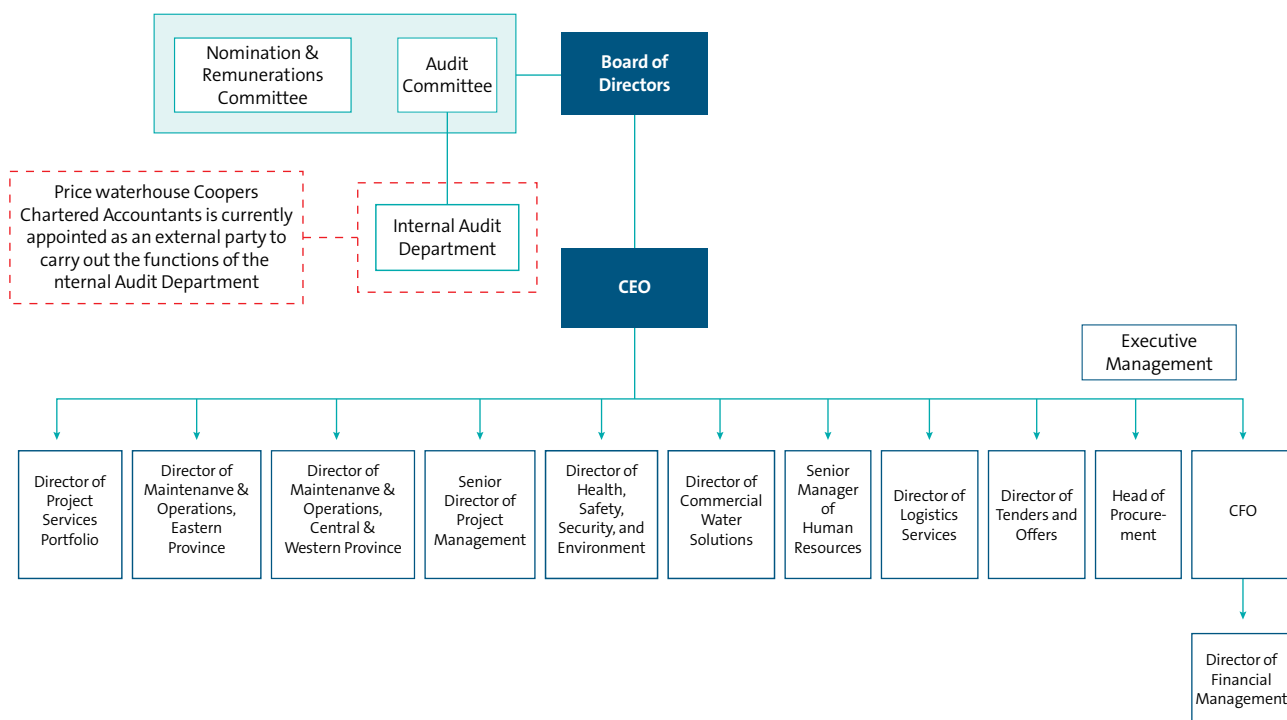 Nomination &
Remunerations
Committee
Audit
Committee
Board of
Directors
Price waterhouse Coopers
Chartered Accountants is currently
appointed as an external party to
carry out the functions of the
nternal Audit Department
Internal Audit
Department
CEO
Executive
Management
Director of
Project
Services
Portfolio
Director of
Maintenanve &
Operations,
Eastern
Province
Director of
Maintenanve &
Operations,
Central &
Western Province
Senior
Director of
Project
Management
Director of
Health,
Safety,
Security, and
Environment
Director of
Commercial
Water
Solutions
Senior
Manager
of
Human
Resources
Director of
Logistics
Services
Director of
Tenders and
Offers
Head of
Procure-
ment
CFO
Director of
Financial
Management